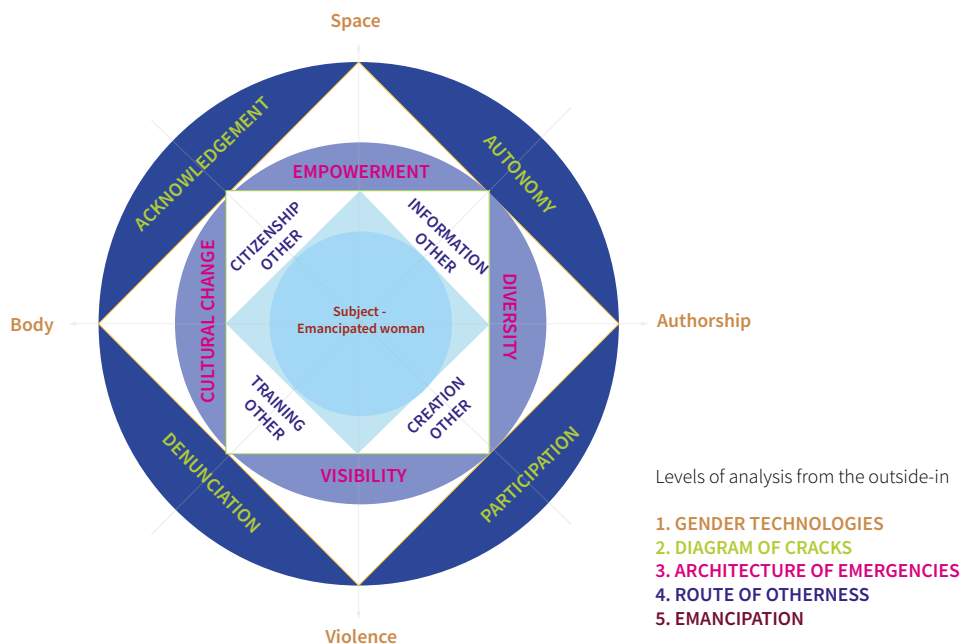 Space
ACKNOWLEDGEMENT
AUTONOMY
EMPOWERMENT
CITIZENSHIP
OTHER
INFORMATION
OTHER
CULTURAL CHANGE
DIVERSITY
Body
Subject -
Emancipated woman
Authorship
TRAINING
OTHER
CREATION
OTHER
VISIBILITY
DENUNCIATION
PARTICIPATION
Violence
Levels of analysis from the outside-in
1. GENDER TECHNOLOGIES
2. DIAGRAM OF CRACKS
3. ARCHITECTURE OF EMERGENCIES
4. ROUTE OF OTHERNESS
5. EMANCIPATION